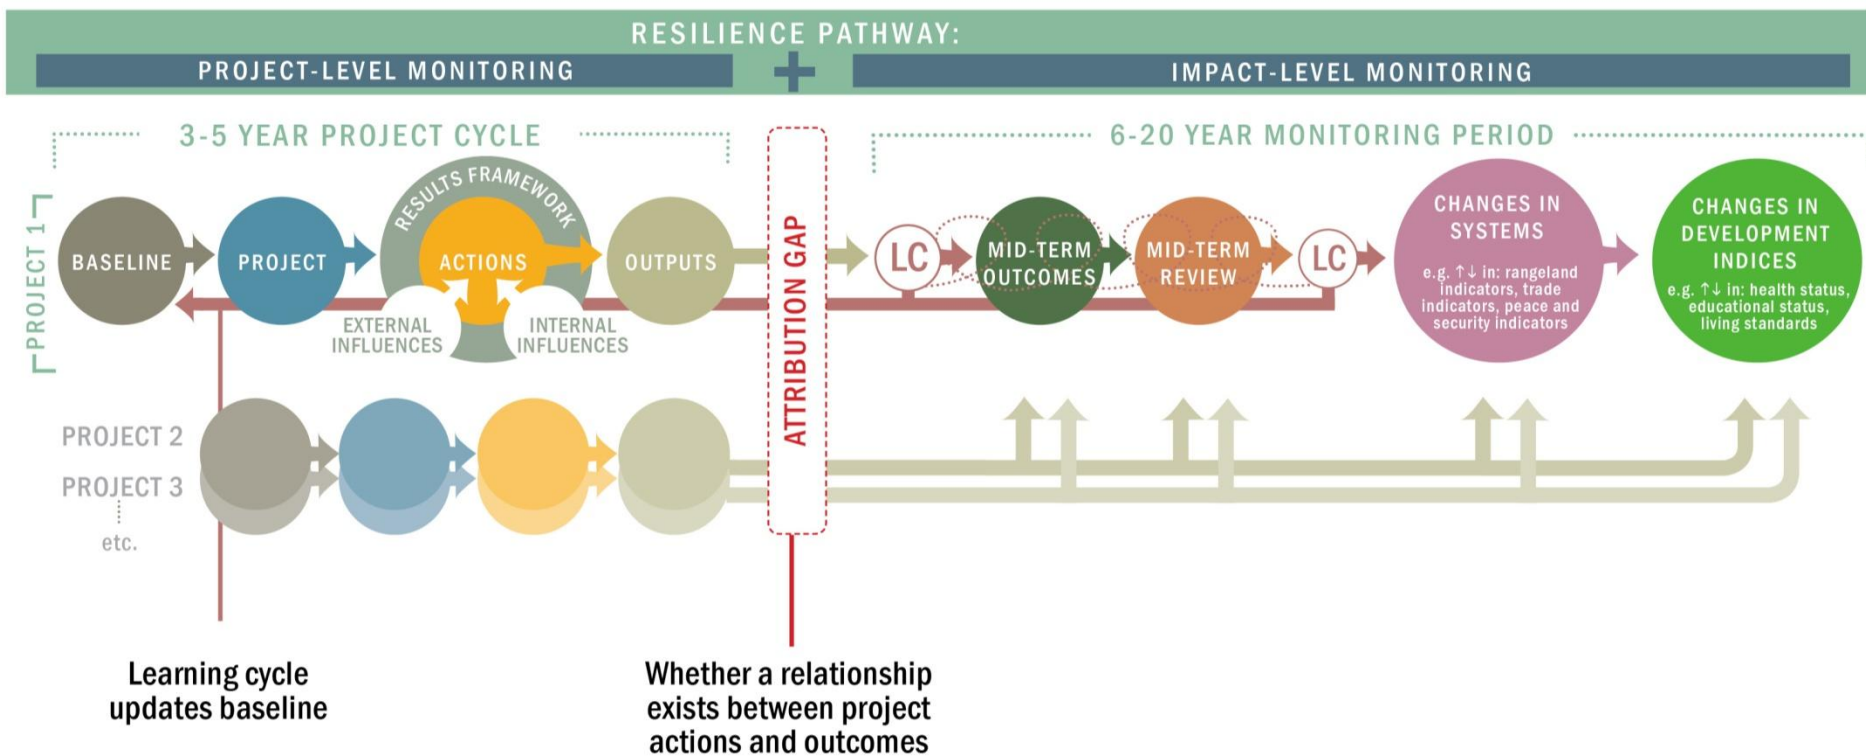 RESILIENCE PATHWAY:
PROJECT-LEVEL MONITORING
+
IMPACT-LEVEL MONITORING
3-5 YEAR PROJECT CYCLE
6-20 YEAR MONITORING PERIOD
PROJECT 1
BASELINE
PROJECT
RESULTS FRAMEWORK
ACTIONS
EXTERNAL
INFLUENCES
INTERNAL
INFLUENCES
OUTPUTS
ATTRIBUTION GAP
LC
MID-TERM
OUTCOMES
MID-TERM
REVIEW
LC
CHANGES IN
SYSTEMS
e.g. ↑↓ in: rangeland
indicators, trade
indicators, peace and
security indicators
CHANGES IN
DEVELOPMENT
INDICES
e.g. ↑↓ in: health status,
educational status,
living standards
PROJECT 2
PROJECT 3
etc.
Learning cycle
updates baseline
Whether a relationship
exists between project
actions and outcomes